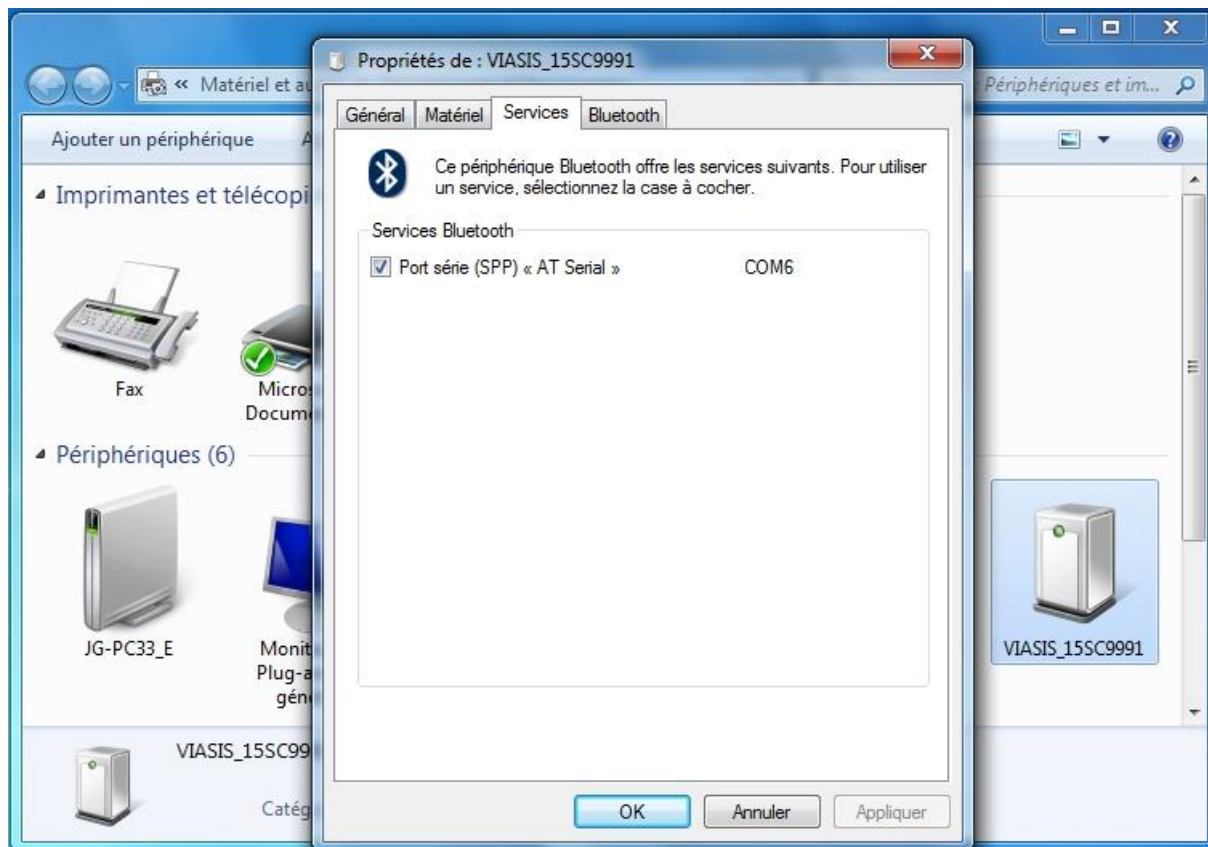 Propriétés de : VIASIS_15SC9991
« Matériel et au
Périphériques et im...
Ajouter un périphérique
Général Matériel Services Bluetooth
Ce périphérique Bluetooth offre les services suivants. Pour utiliser
un service, sélectionnez la case à cocher.
Imprimantes et télécopi
Services Bluetooth
Port série (SPP) « AT Serial » COM6
Fax
Micros
Docume
Périphériques (6)
JG-PC33_E
Monit
Plug-a
géné
VIASIS_15SC9991
VIASIS_15SC99
Catég
OK Annuler Appliquer